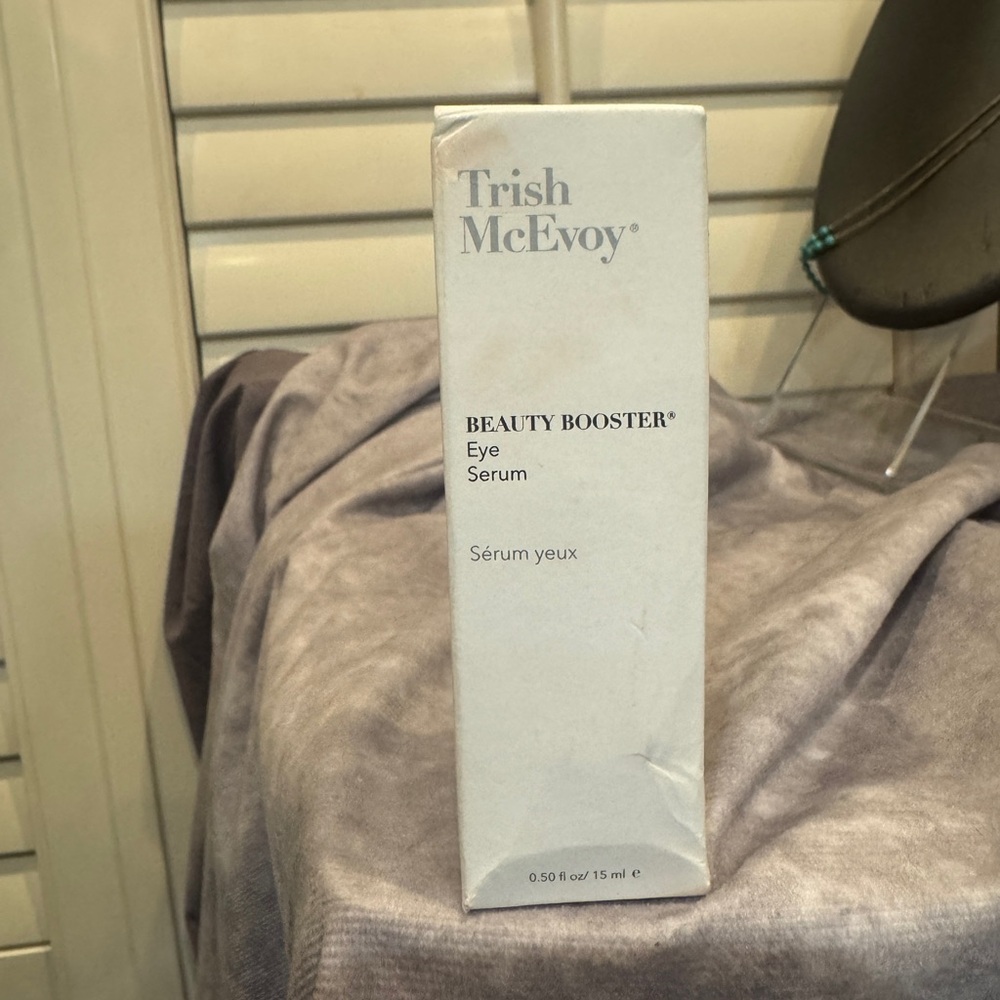 Trish
McEvoy®
BEAUTY BOOSTER®
Eye
Serum
Sérum yeux
0.50 fl oz/ 15 ml ℮